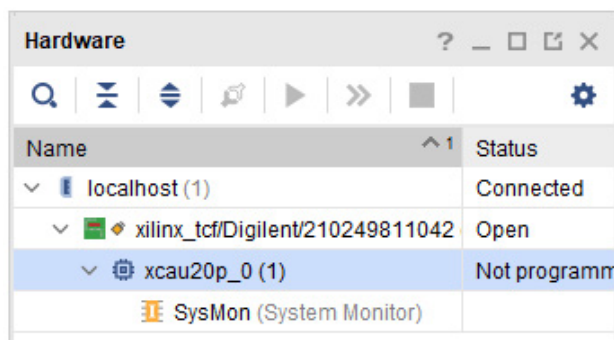 Hardware ? _
Name 1 Status
localhost (1) Connected
xilinx_tcf/Digilent/210249811042 Open
xcau20p_0 (1) Not programm
SysMon (System Monitor)